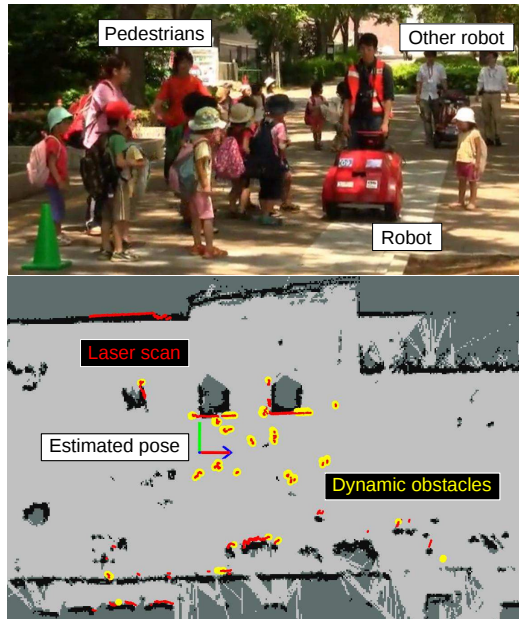 Pedestrians
Other robot
Robot
Laser scan
Estimated pose
Dynamic obstacles